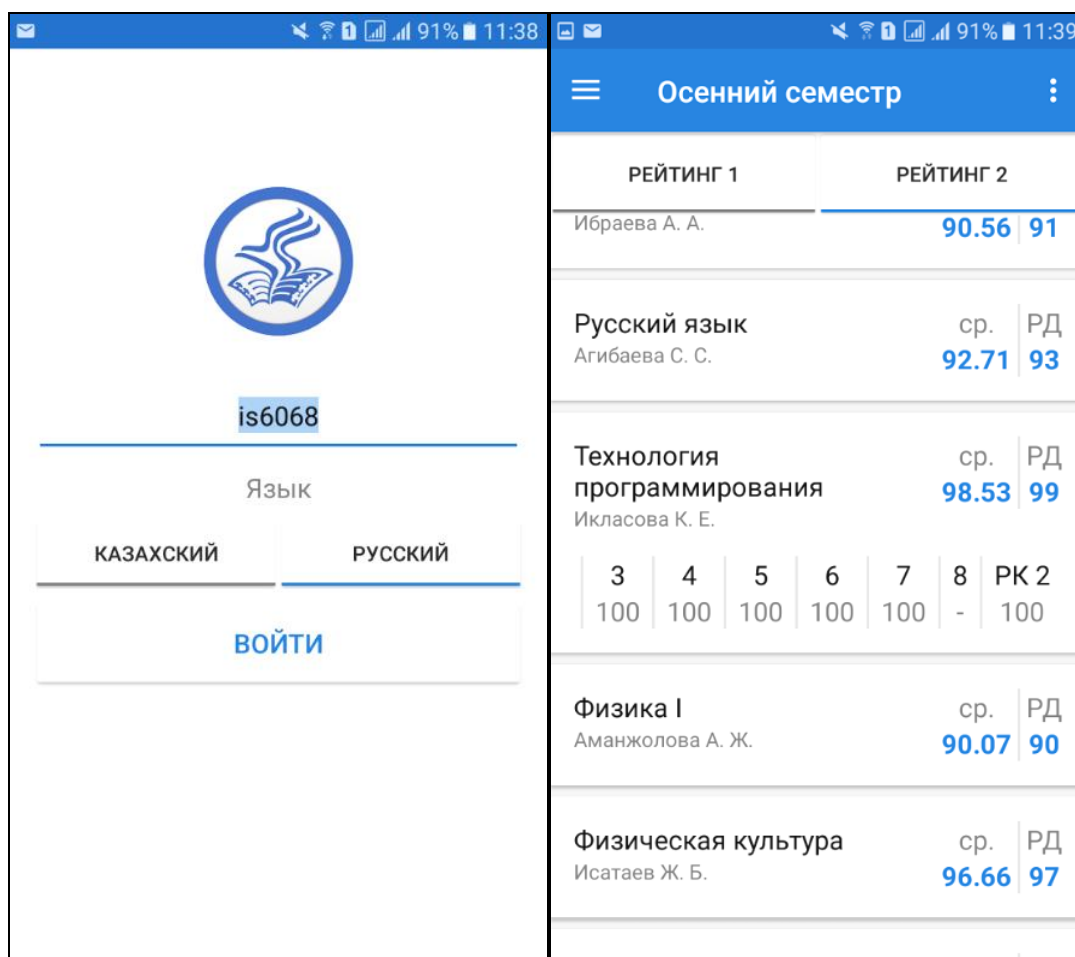 91% 11:38
is6068
Язык
КАЗАХСКИЙ РУССКИЙ
ВОЙТИ
91% 11:39
Осенний семестр
РЕЙТИНГ 1 РЕЙТИНГ 2
Ибраева А. А. 90.56 91
Русский язык ср. РД
Агибаева С. С. 92.71 93
Технология ср. РД
программирования 98.53 99
Икласова К. Е.
3 4 5 6 7 8 РК 2
100 100 100 100 100 - 100
Физика I ср. РД
Аманжолова А. Ж. 90.07 90
Физическая культура ср. РД
Исатаев Ж. Б. 96.66 97